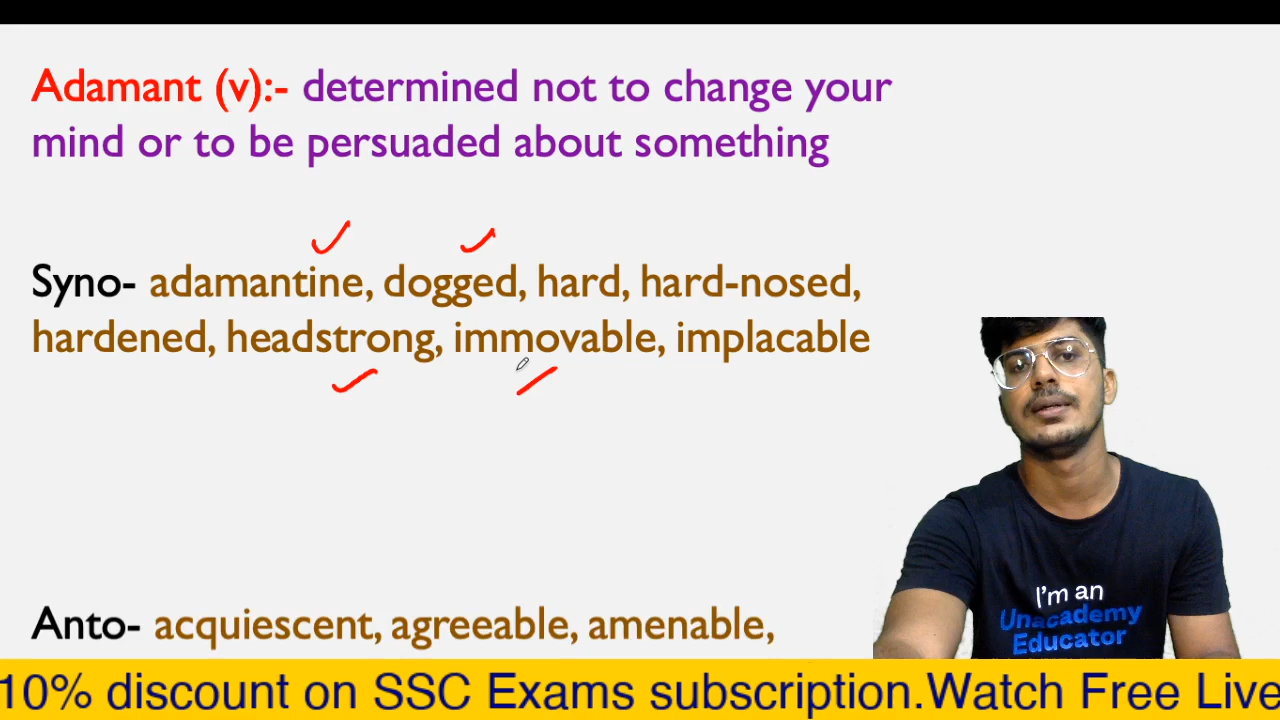 Adamant (v):- determined not to change your
mind or to be persuaded about something
Syno- adamantine, dogged, hard, hard-nosed,
hardened, headstrong, immovable, implacable
I'm an
Unacademy
Educator
Anto- acquiescent, agreeable, amenable,
10% discount on SSC Exams subscription.Watch Free Live